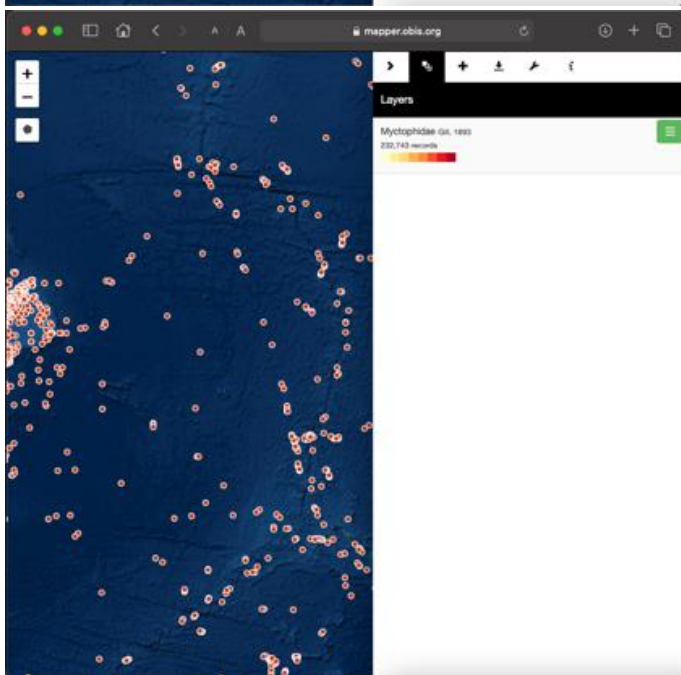 A A mapper.obis.org
Layers
Myctophidae Gill, 1893
232,743 records